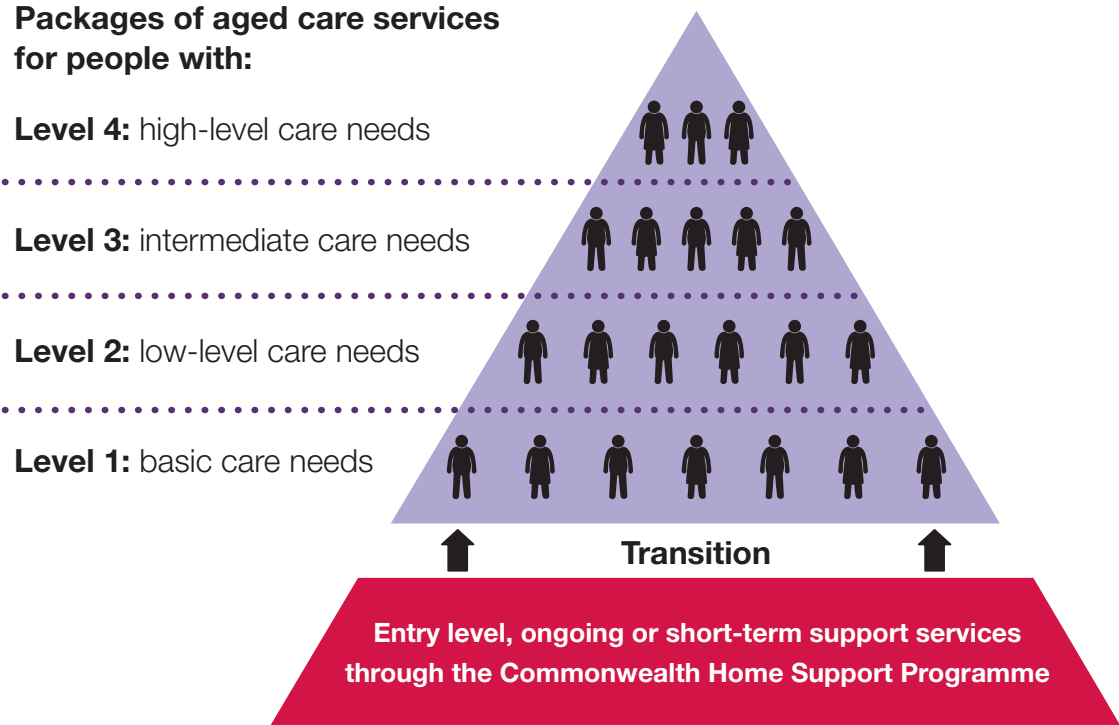 Packages of aged care services
for people with:
Level 4: high-level care needs
Level 3: intermediate care needs
Level 2: low-level care needs
Level 1: basic care needs
Transition
Entry level, ongoing or short-term support services
through the Commonwealth Home Support Programme